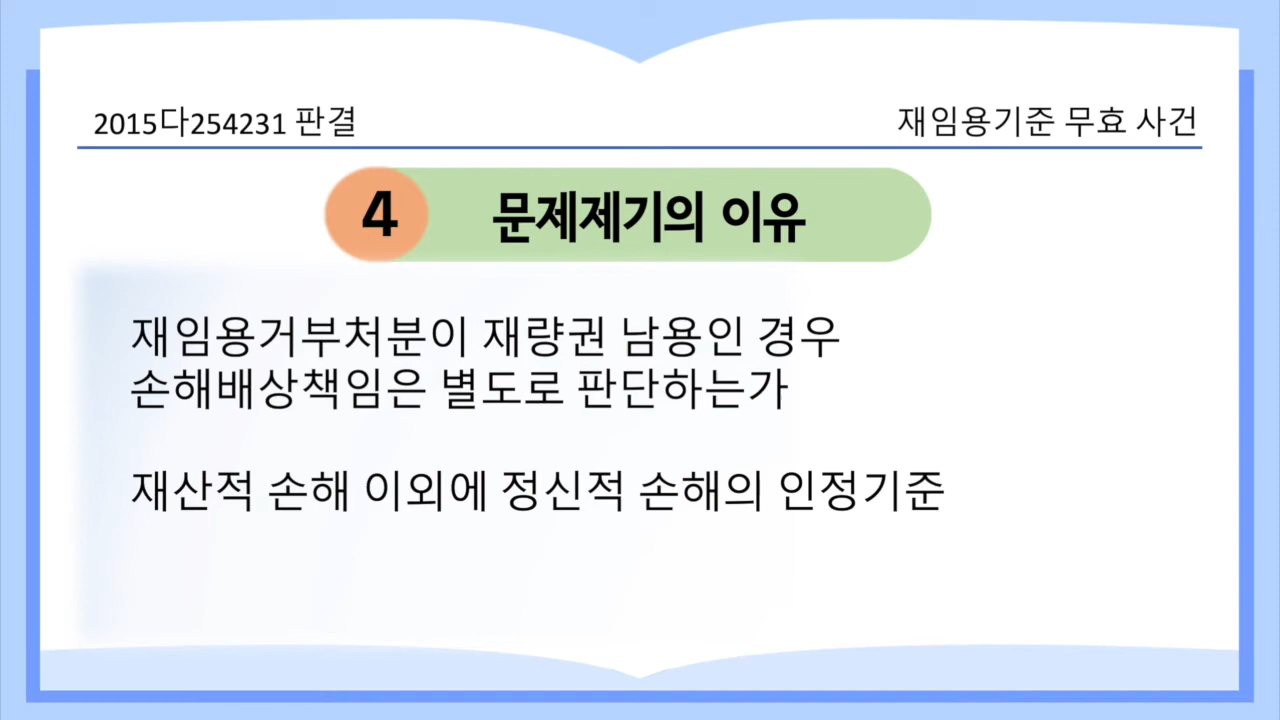 2015다254231 판결
재임용기준 무효 사건
4
문제제기의 이유
재임용거부처분이 재량권 남용인 경우
손해배상책임은 별도로 판단하는가
재산적 손해 이외에 정신적 손해의 인정기준